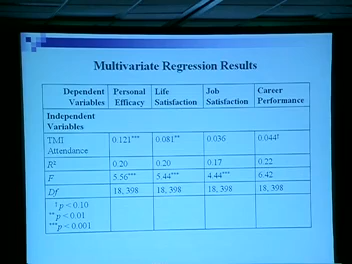 Multivariate Regression Results
Dependent Variables | Personal Efficacy | Life Satisfaction | Job Satisfaction | Career Performance
Independent Variables
TMI Attendance | 0.121*** | 0.081** | 0.036 | 0.044†
R² | 0.20 | 0.20 | 0.17 | 0.22
F | 5.56*** | 5.44*** | 4.44*** | 6.42
Df | 18, 398 | 18, 398 | 18, 398 | 18, 398
† p < 0.10
** p < 0.01
*** p < 0.001